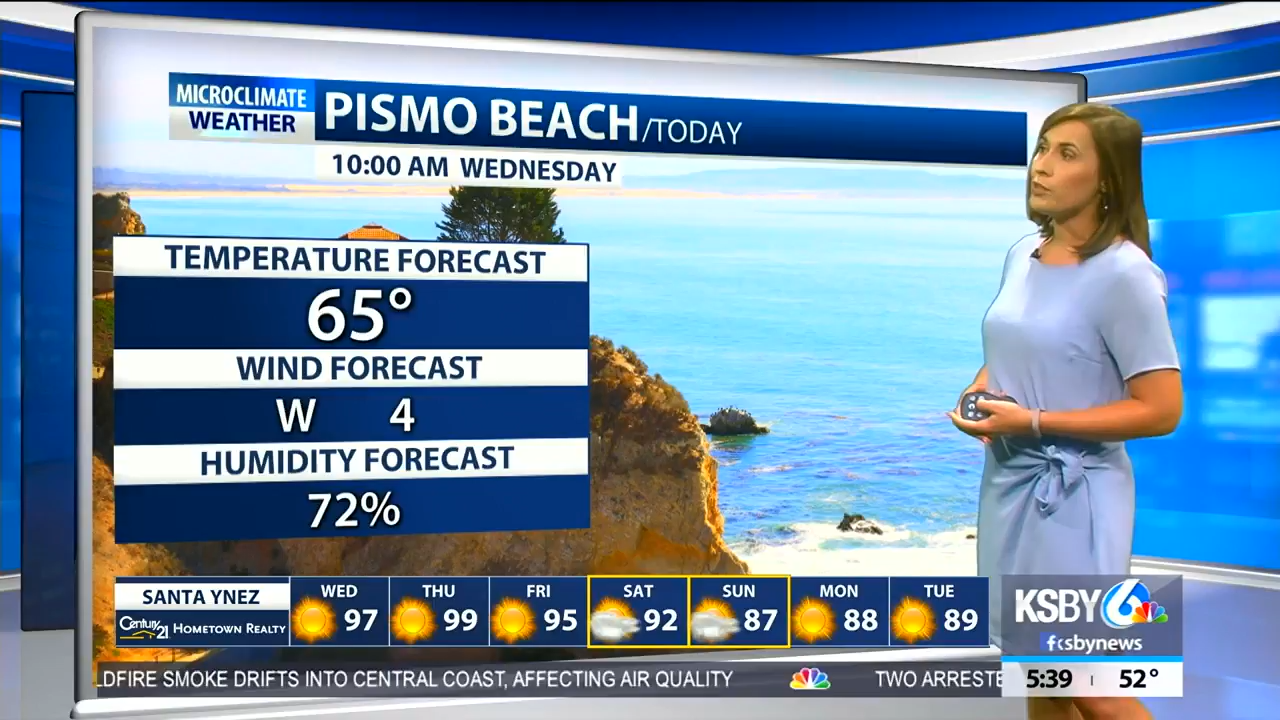 MICROCLIMATE
WEATHER
PISMO BEACH/TODAY
10:00 AM WEDNESDAY
TEMPERATURE FORECAST
65°
WIND FORECAST
W 4
HUMIDITY FORECAST
72%
SANTA YNEZ
CENTURY 21 HOMETOWN REALTY
WED 97
THU 99
FRI 95
SAT 92
SUN 87
MON 88
TUE 89
KSBY 6
sbynews
LDFIRE SMOKE DRIFTS INTO CENTRAL COAST, AFFECTING AIR QUALITY
TWO ARRESTE
5:39 52°